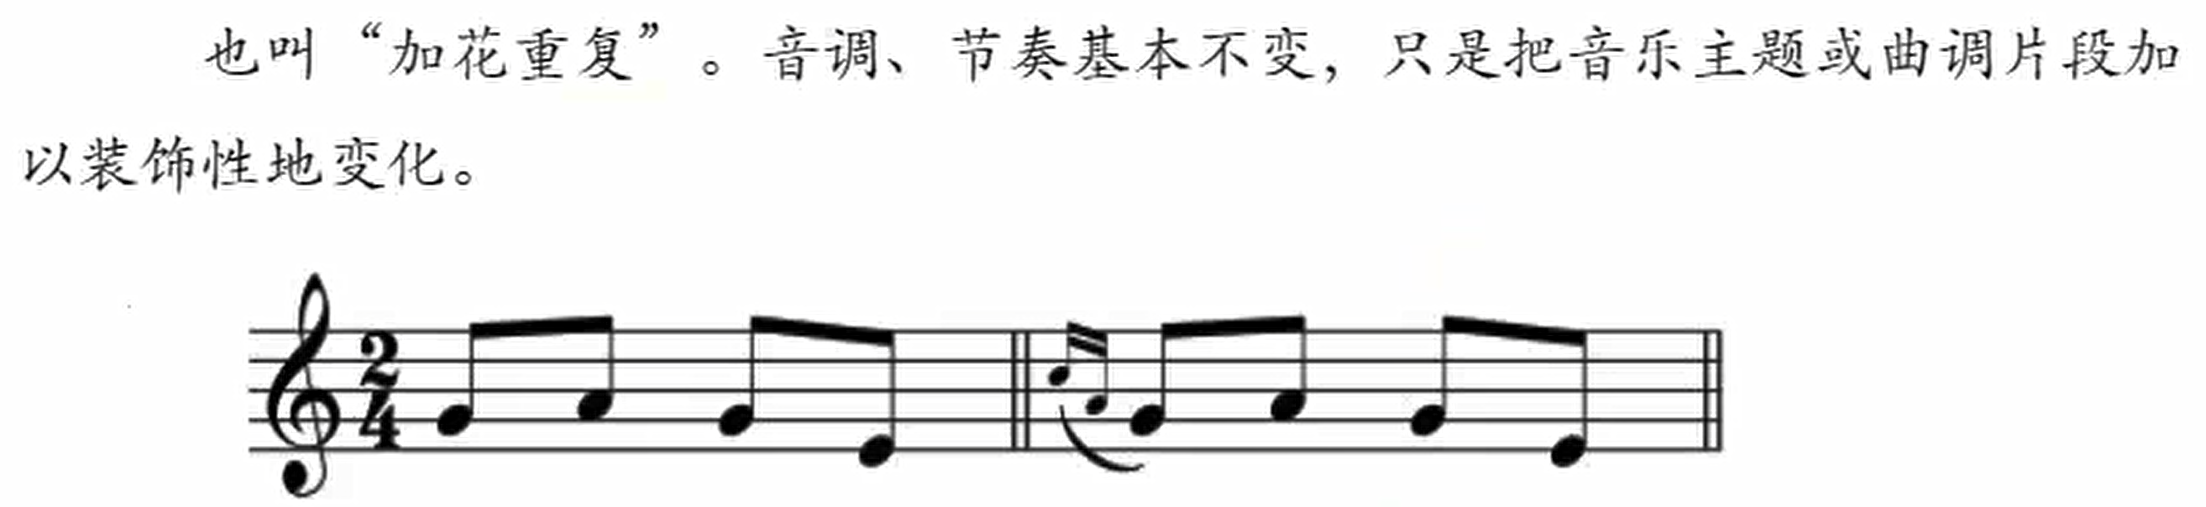 也叫“加花重复”。音调、节奏基本不变，只是把音乐主题或曲调片段加
以装饰性地变化。
2
4